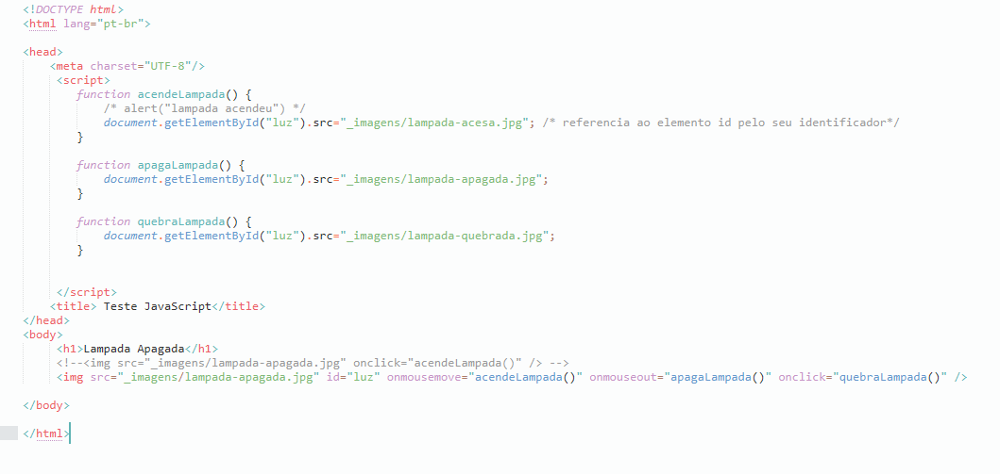 <!DOCTYPE html>
<html lang="pt-br">
<head>
<meta charset="UTF-8"/>
<script>
function acendeLampada() {
/* alert("lampada acendeu") */
document.getElementById("luz").src="_imagens/lampada-acesa.jpg"; /* referencia ao elemento id pelo seu identificador*/
}
function apagaLampada() {
document.getElementById("luz").src="_imagens/lampada-apagada.jpg";
}
function quebraLampada() {
document.getElementById("luz").src="_imagens/lampada-quebrada.jpg";
}
</script>
<title> Teste JavaScript</title>
</head>
<body>
<h1>Lampada Apagada</h1>
<!--<img src="_imagens/lampada-apagada.jpg" onclick="acendeLampada()" /> -->
<img src="_imagens/lampada-apagada.jpg" id="luz" onmousemove="acendeLampada()" onmouseout="apagaLampada()" onclick="quebraLampada()" />
</body>
</html>